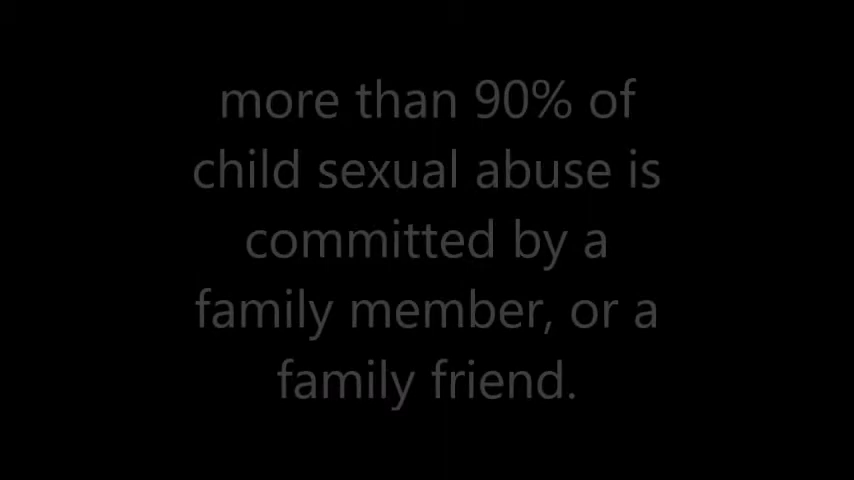 more than 90% of
child sexual abuse is
committed by a
family member, or a
family friend.